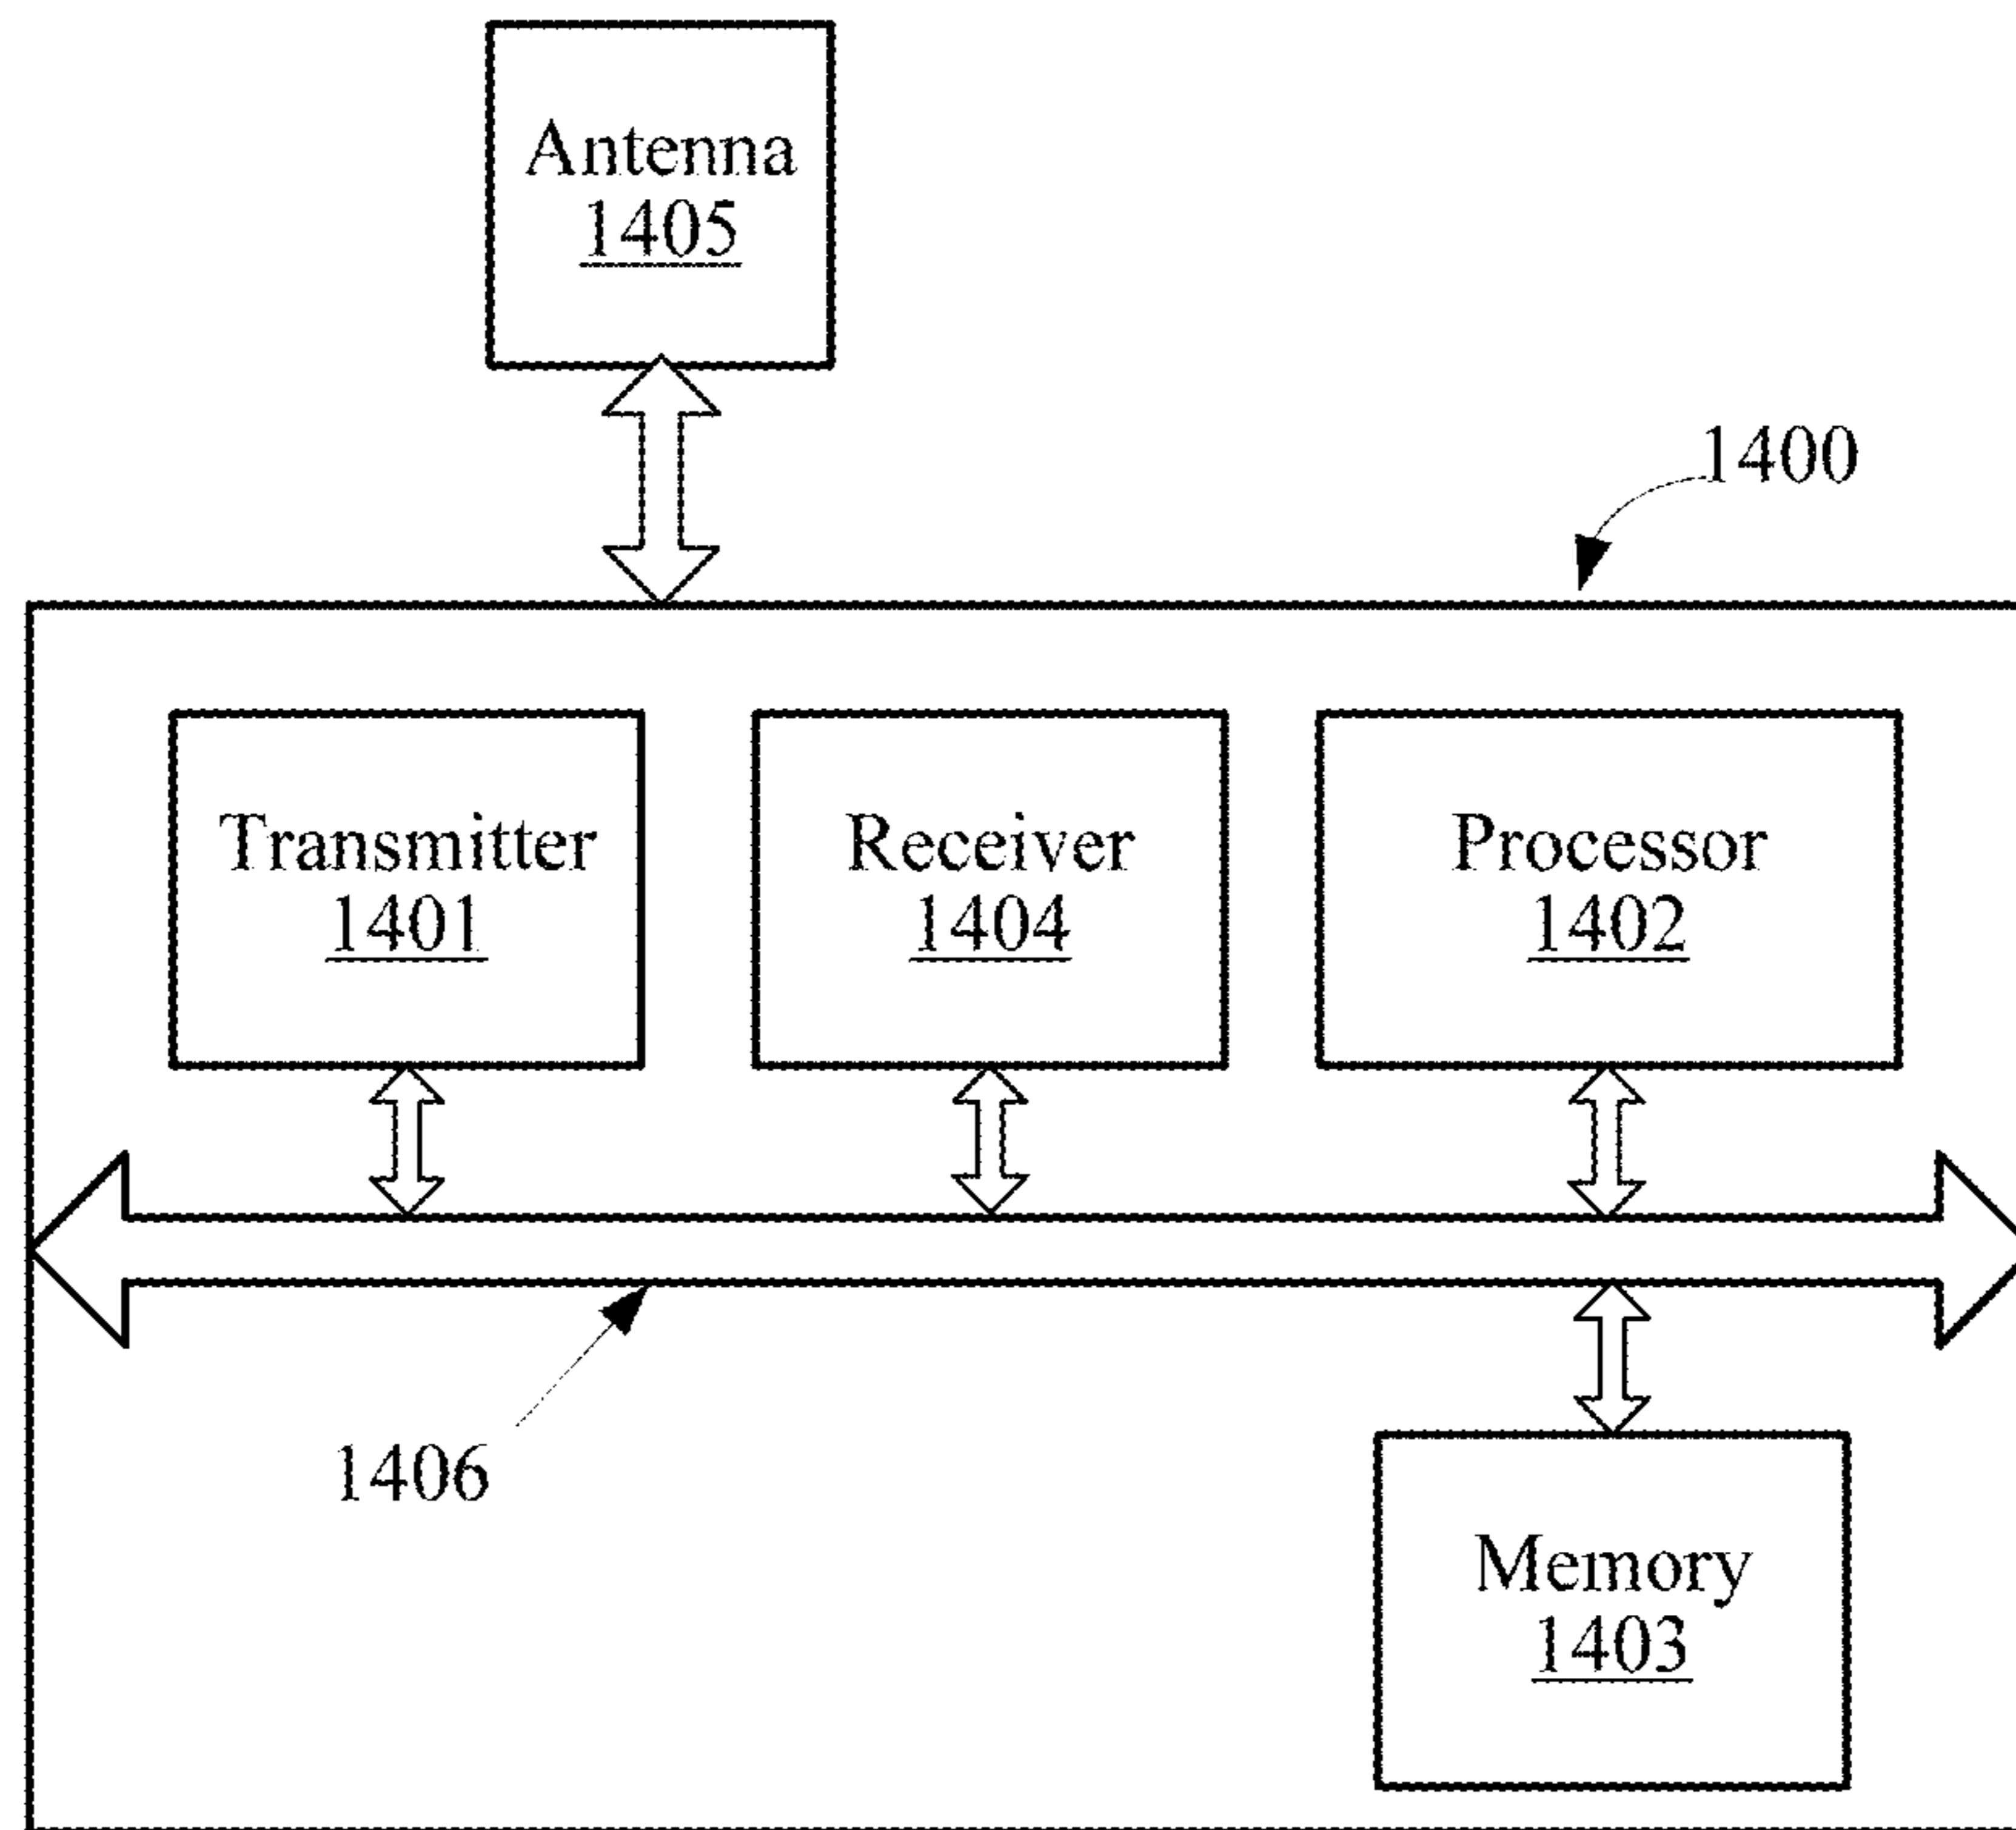 Antenna
1405
1400
Transmitter
1401
Receiver
1404
Processor
1402
1406
Memory
1403